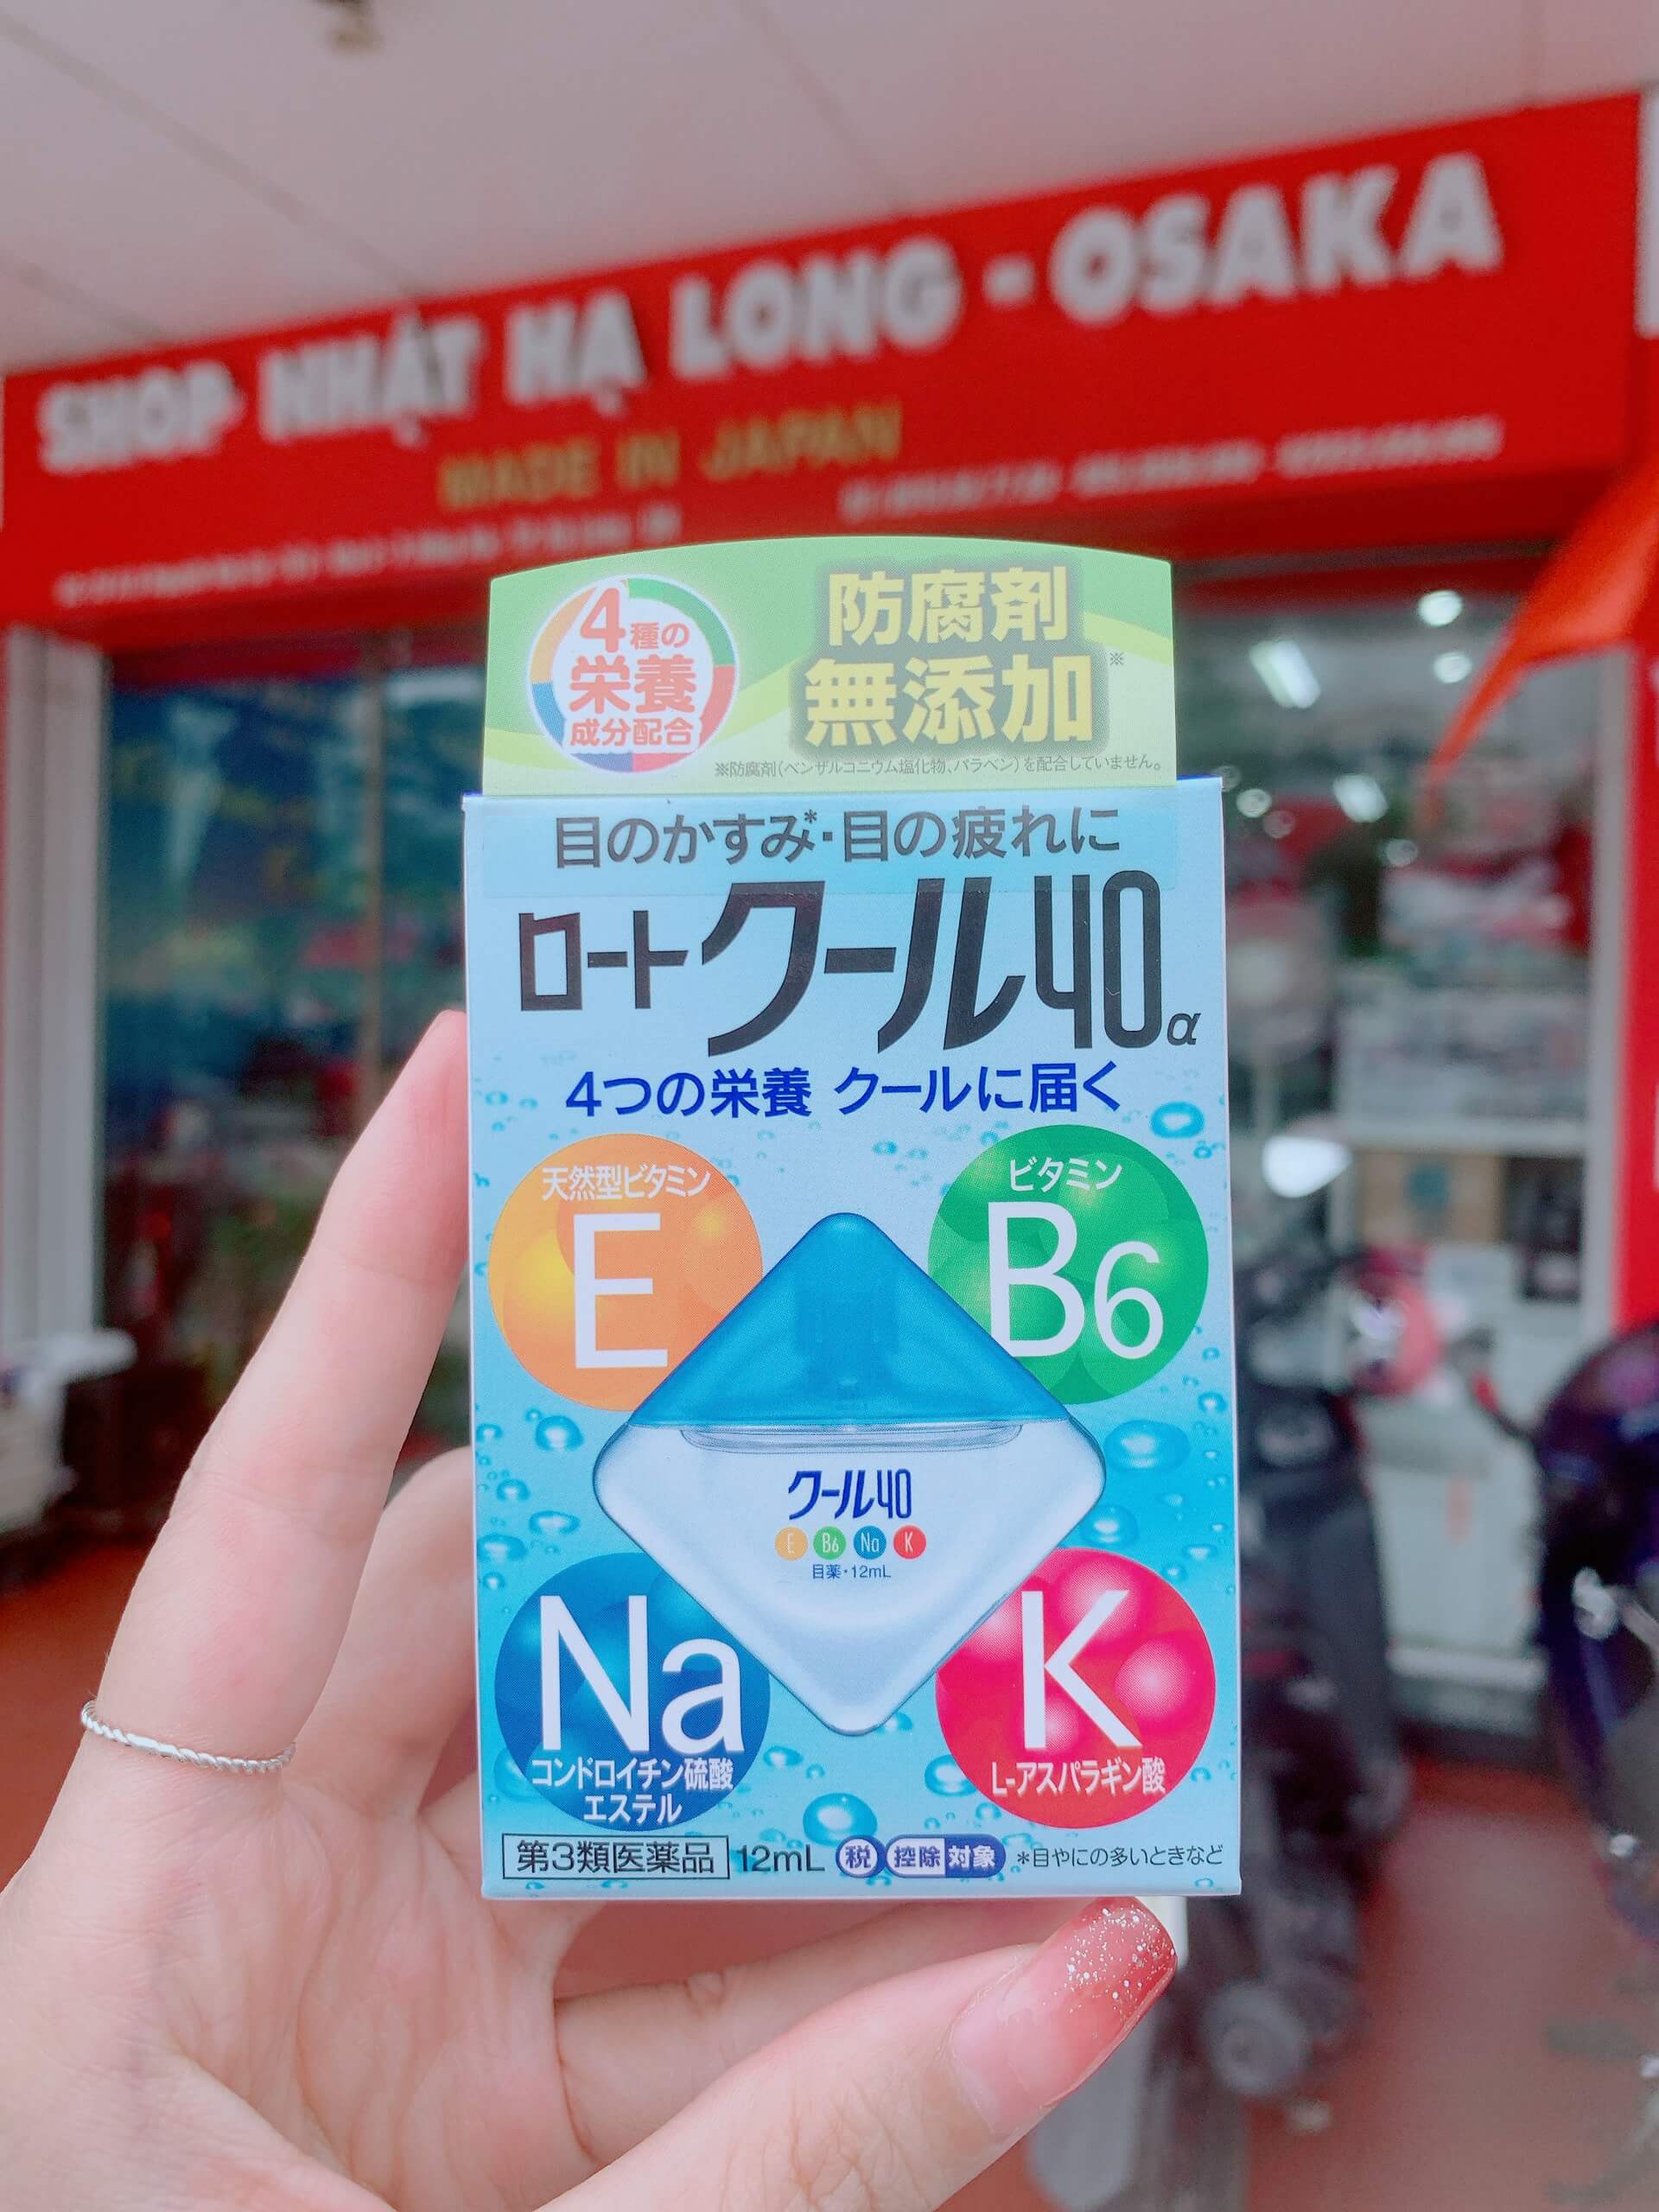 SHOP NHẬT HẠ LONG - OSAKA
MADE IN JAPAN
4種の
栄養
成分配合
防腐剤
無添加※
※防腐剤(ベンザルコニウム塩化物、パラベン)を配合していません。
目のかすみ*・目の疲れに
ロートクール40α
4つの栄養 クールに届く
天然型ビタミン
E
ビタミン
B6
クール40
E B6 Na K
目薬・12mL
Na
コンドロイチン硫酸
エステル
K
L-アスパラギン酸
第3類医薬品 12mL 税 控除 対象 *目やにの多いときなど